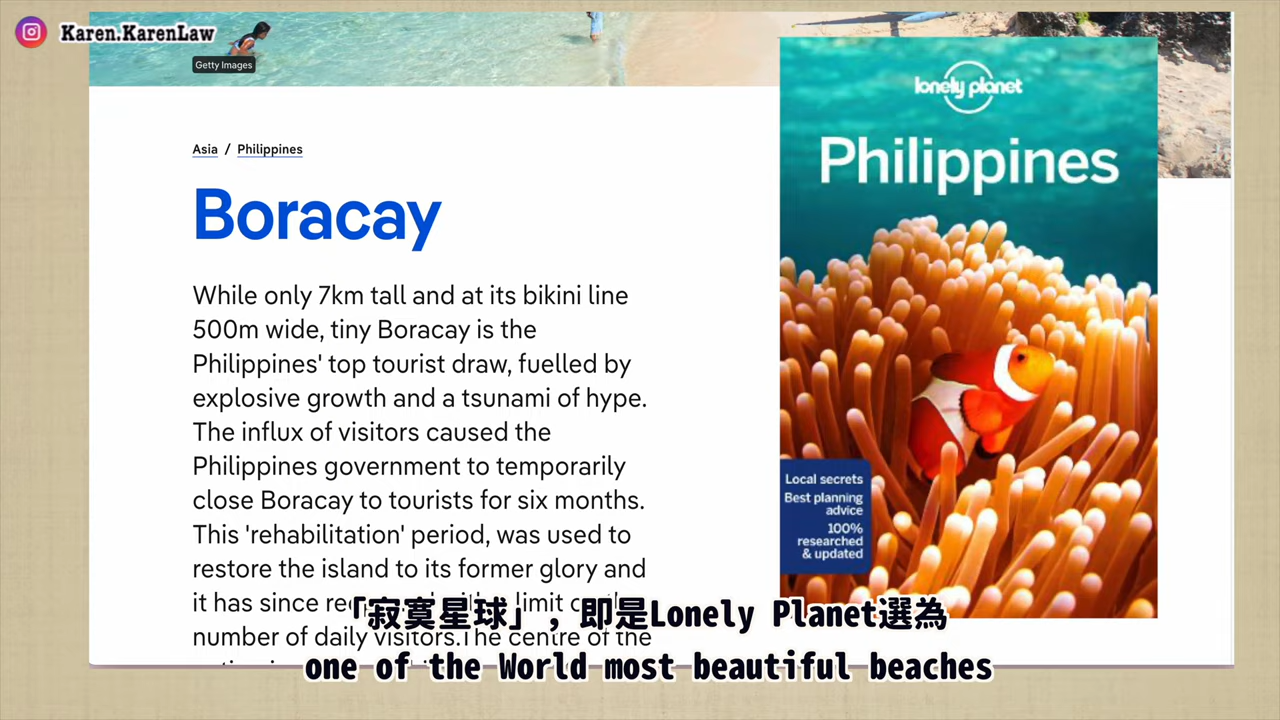 Karen.KarenLaw
Getty Images
Asia / Philippines
Boracay
While only 7km tall and at its bikini line
500m wide, tiny Boracay is the
Philippines' top tourist draw, fuelled by
explosive growth and a tsunami of hype.
The influx of visitors caused the
Philippines government to temporarily
close Boracay to tourists for six months.
This 'rehabilitation' period, was used to
restore the island to its former glory and
it has since limit
number of daily visitors.The centre of the
lonely planet
Philippines
Local secrets
Best planning
advice
100%
researched
& updated
「寂寞星球」，即是Lonely Planet選為
one of the World most beautiful beaches